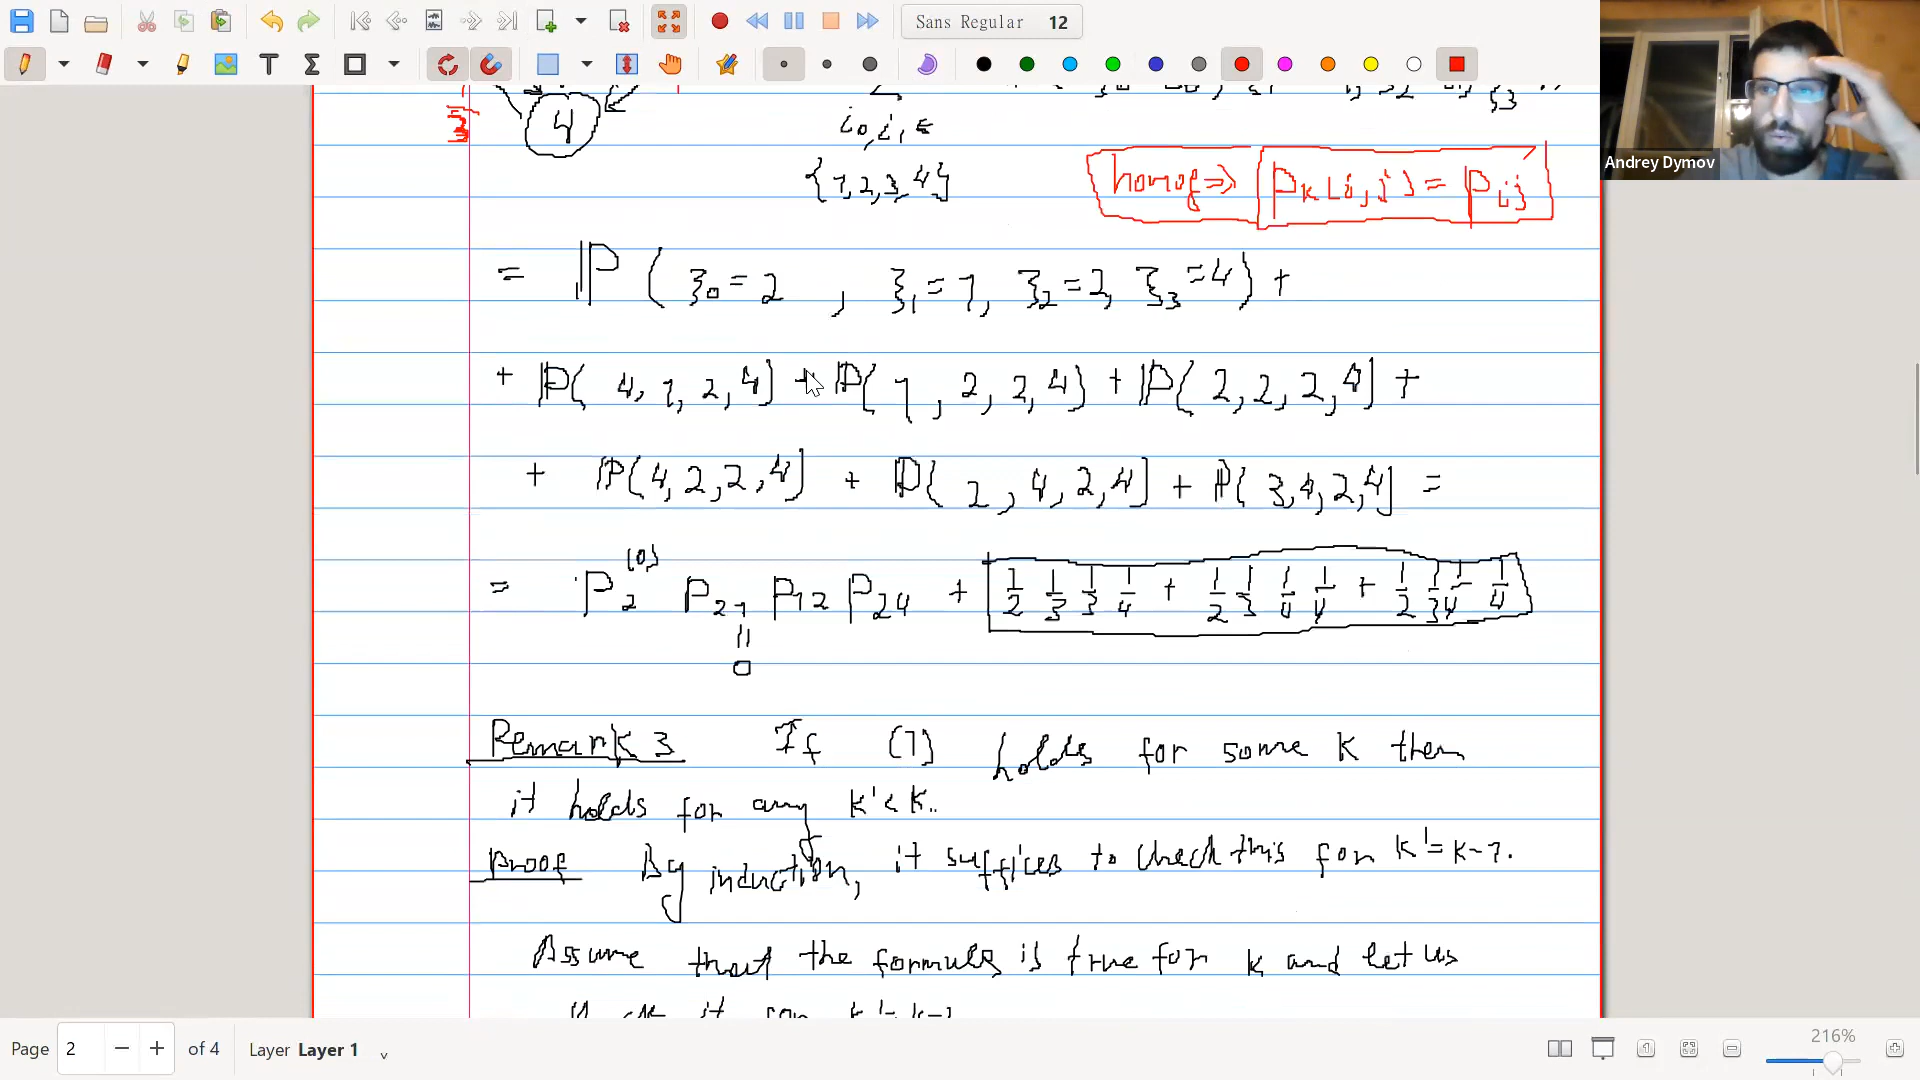 Sans Regular 12
Andrey Dymov
3
4
i₀, i₁ ∈
{1, 2, 3, 4}
homog ⇒ P_k(i,j) = P_ij
= ℙ ( ξ₀ = 2 , ξ₁ = 1, ξ₂ = 2, ξ₃ = 4) +
+ ℙ( 4, 1, 2, 4) + ℙ( 1, 2, 2, 4) + ℙ( 2, 2, 2, 4) +
+ ℙ(4, 2, 2, 4) + ℙ( 2, 4, 2, 4) + ℙ( 3, 4, 2, 4) =
= P₂⁽⁰⁾ P₂₁ P₁₂ P₂₄ + 1/2 1/3 1/3 1/4 + 1/2 1/3 1/4 1/4 + 1/2 1/3 1/4 1/4
||
0
Remark 3 If (1) holds for some K then
it holds for any K' < K.
Proof By induction, it suffices to check this for K' = K-1.
Assume that the formula is true for K and let us
Page 2 of 4 Layer Layer 1
216%